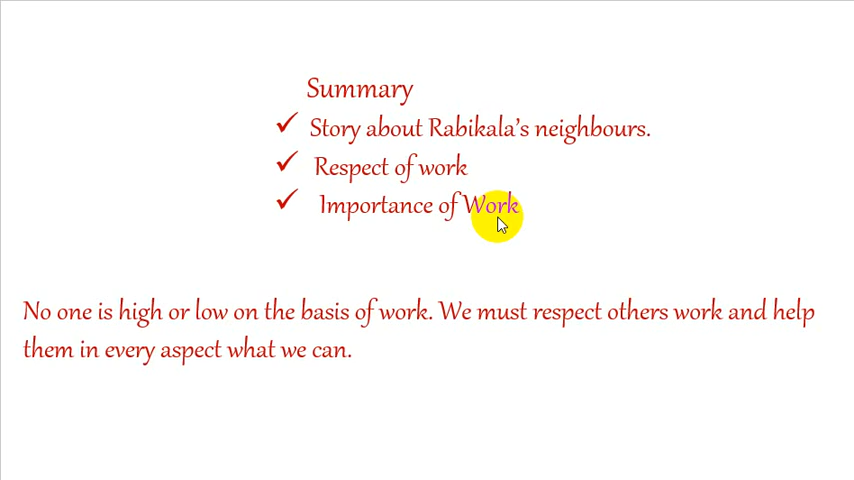 Summary
✓ Story about Rabikala's neighbours.
✓ Respect of work
✓ Importance of Work
No one is high or low on the basis of work. We must respect others work and help
them in every aspect what we can.